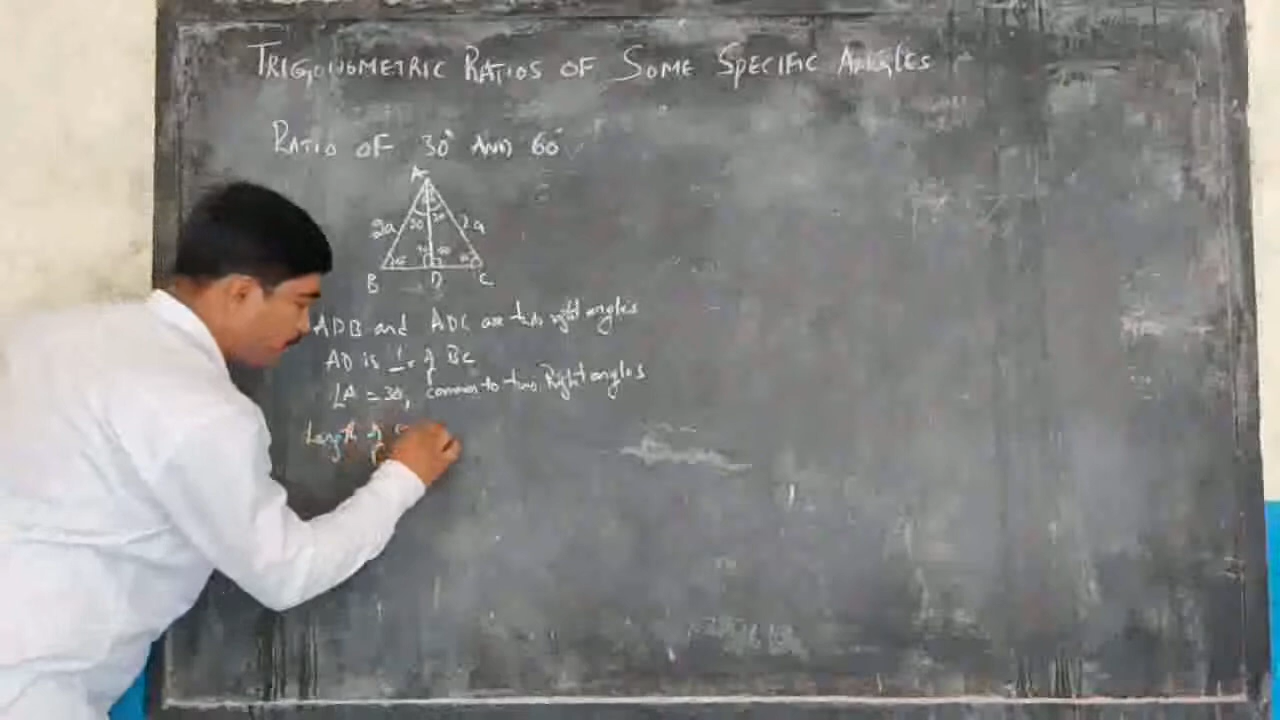 TRIGONOMETRIC RATIOS OF SOME SPECIFIC ANGLES
RATIO OF 30° AND 60°
A
2a 30 30 2a
B D C
ADB and ADC are two right angles
AD is of BC
∠A = 30, common to two Right angles
Length of